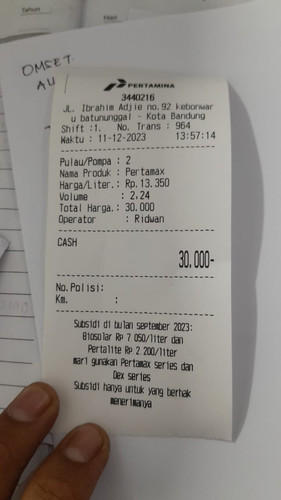 OMSET
AU
PERTAMINA
3440216
JL. Ibrahim Adjie no.92 kebonwar
u batununggal - Kota Bandung
Shift :1. No. Trans : 964
Waktu : 11-12-2023 13:57:14
Pulau/Pompa : 2
Nama Produk : Pertamax
Harga/Liter.: Rp.13.350
Volume : 2,24
Total Harga.: 30.000
Operator : Ridwan
CASH
30.000-
No.Polisi:
Km. :
Subsidi di bulan september 2023:
Biosolar Rp 7 050/liter dan
Pertalite Rp 2 200/liter
mari gunakan Pertamax series dan
Dex series
Subsidi hanya untuk yang berhak
menerimanya